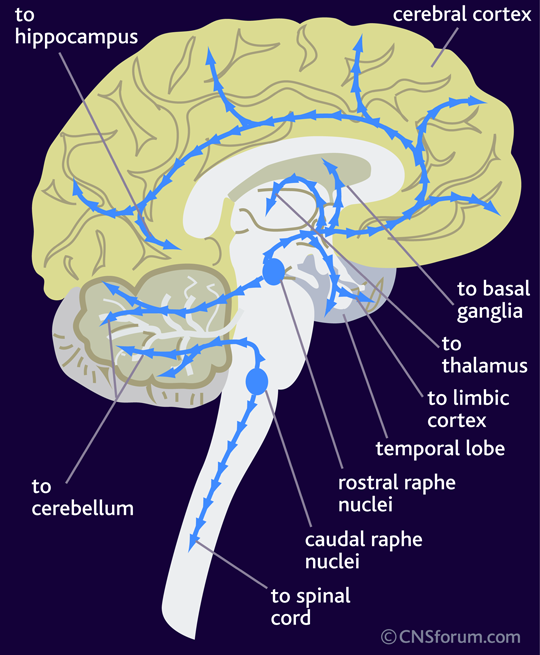 to
hippocampus
cerebral cortex
to basal
ganglia
to
thalamus
to limbic
cortex
temporal lobe
rostral raphe
nuclei
to
cerebellum
caudal raphe
nuclei
to spinal
cord
© CNSforum.com